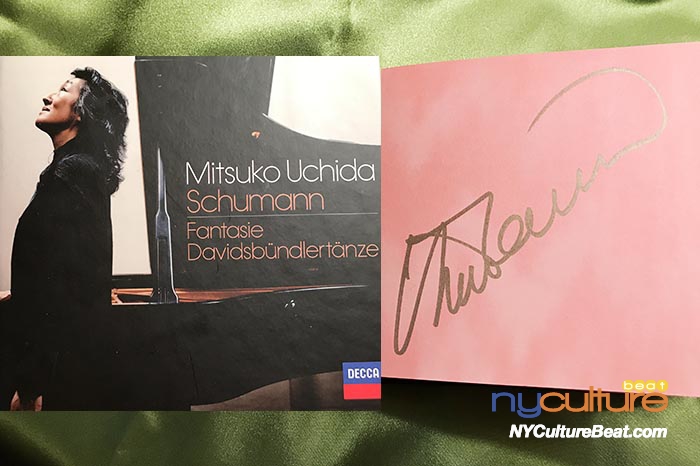 Mitsuko Uchida
Schumann
Fantasie
Davidsbündlertänze
DECCA
beat
nyculture
NYCultureBeat.com